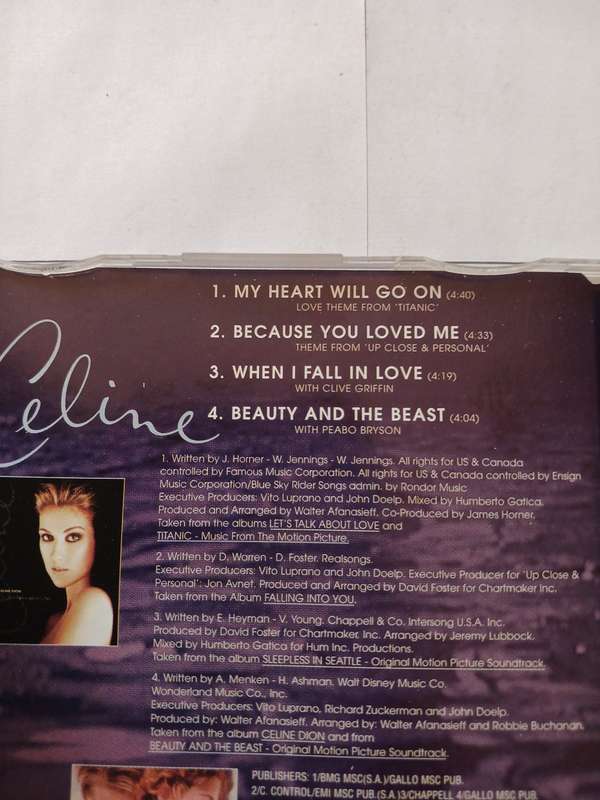 1. MY HEART WILL GO ON (4:40)
LOVE THEME FROM 'TITANIC'
2. BECAUSE YOU LOVED ME (4:33)
THEME FROM 'UP CLOSE & PERSONAL'
3. WHEN I FALL IN LOVE (4:19)
WITH CLIVE GRIFFIN
4. BEAUTY AND THE BEAST (4:04)
WITH PEABO BRYSON
Celine
1. Written by J. Horner - W. Jennings - W. Jennings. All rights for US & Canada
controlled by Famous Music Corporation. All rights for US & Canada controlled by Ensign
Music Corporation/Blue Sky Rider Songs admin. by Rondor Music
Executive Producers: Vito Luprano and John Doelp. Mixed by Humberto Gatica.
Produced and Arranged by Walter Afanasieff. Co-Produced by James Horner.
Taken from the albums LET'S TALK ABOUT LOVE and
TITANIC - Music From The Motion Picture.
2. Written by D. Warren - D. Foster. Realsongs.
Executive Producers: Vito Luprano and John Doelp. Executive Producer for 'Up Close &
Personal': Jon Avnet. Produced and Arranged by David Foster for Chartmaker Inc.
Taken from the Album FALLING INTO YOU.
3. Written by E. Heyman - V. Young. Chappell & Co. Intersong U.S.A. Inc.
Produced by David Foster for Chartmaker, Inc. Arranged by Jeremy Lubbock.
Mixed by Humberto Gatica for Hum Inc. Productions.
Taken from the album SLEEPLESS IN SEATTLE - Original Motion Picture Soundtrack.
4. Written by A. Menken - H. Ashman. Walt Disney Music Co.
Wonderland Music Co., Inc.
Executive Producers: Vito Luprano, Richard Zuckerman and John Doelp.
Produced by: Walter Afanasieff. Arranged by: Walter Afanasieff and Robbie Buchanan.
Taken from the album CELINE DION and from
BEAUTY AND THE BEAST - Original Motion Picture Soundtrack.
PUBLISHERS: 1/BMG MSC(S.A.)/GALLO MSC PUB.
2/C. CONTROL/EMI MSC PUB.(S.A.)3/CHAPPELL 4/GALLO MSC PUB.